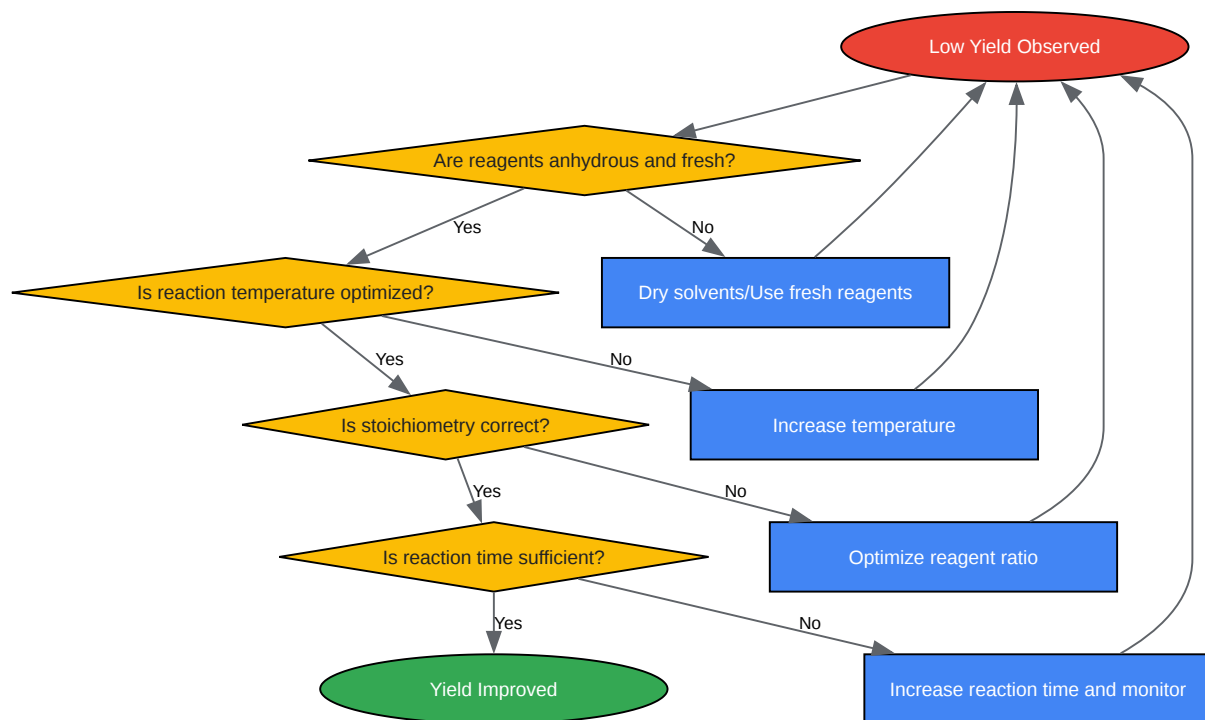 Low Yield Observed
Are reagents anhydrous and fresh?
Yes
No
Is reaction temperature optimized?
Dry solvents/Use fresh reagents
Yes
No
Is stoichiometry correct?
Increase temperature
Yes
No
Is reaction time sufficient?
Optimize reagent ratio
Yes
No
Yield Improved
Increase reaction time and monitor